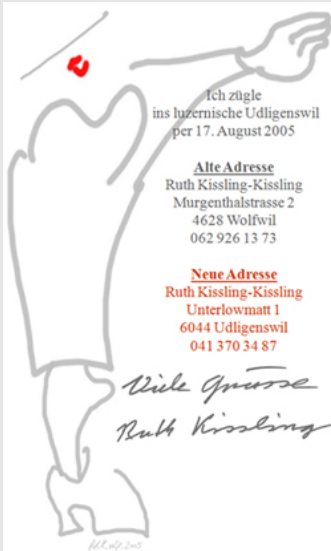 Ich zügle
ins luzernische Udligenswil
per 17. August 2005
Alte Adresse
Ruth Kissling-Kissling
Murgenthalstrasse 2
4628 Wolfwil
062 926 13 73
Neue Adresse
Ruth Kissling-Kissling
Unterlowmatt 1
6044 Udligenswil
041 370 34 87
Viele Grüsse
Ruth Kissling